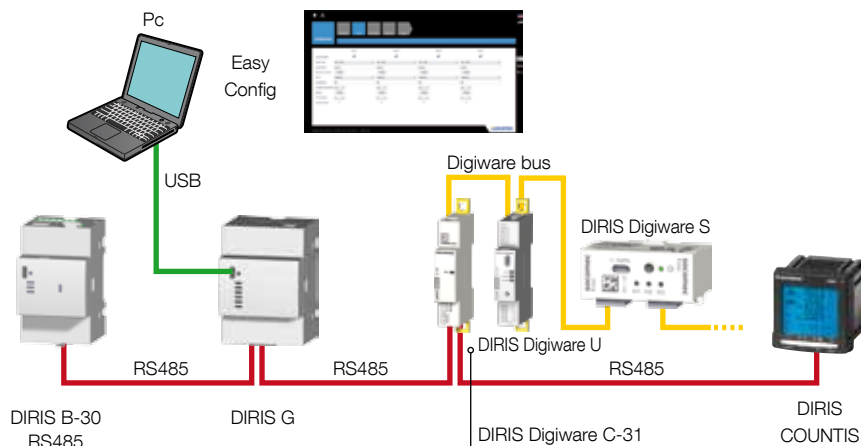 Pc
Easy
Config
USB
Digiware bus
DIRIS Digiware S
DIRIS Digiware U
RS485
RS485
RS485
DIRIS B-30
RS485
DIRIS G
DIRIS Digiware C-31
DIRIS
COUNTIS